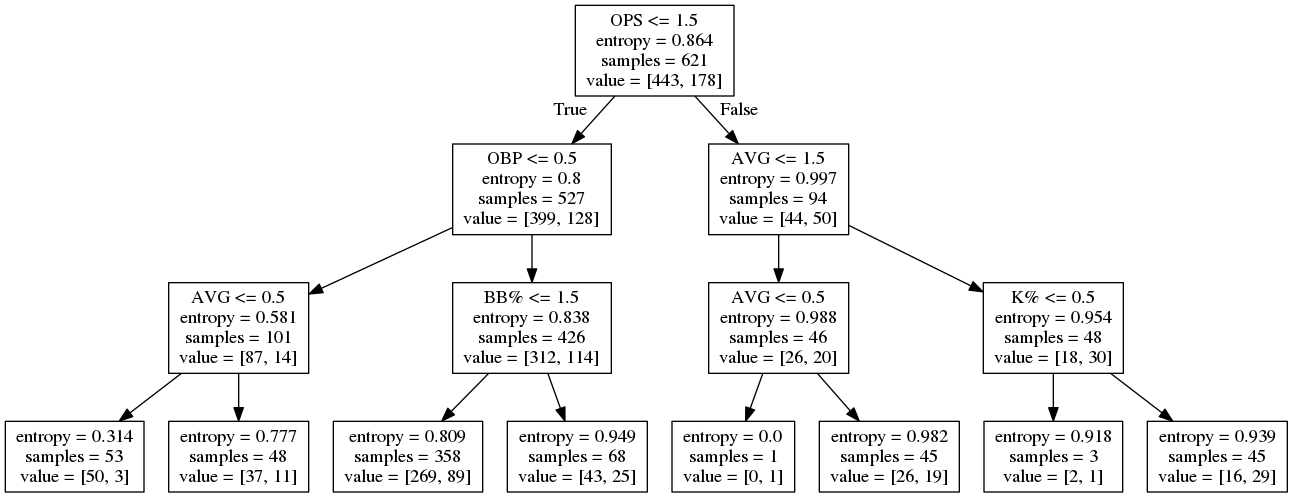 OPS <= 1.5
entropy = 0.864
samples = 621
value = [443, 178]
True
False
OBP <= 0.5
entropy = 0.8
samples = 527
value = [399, 128]
AVG <= 1.5
entropy = 0.997
samples = 94
value = [44, 50]
AVG <= 0.5
entropy = 0.581
samples = 101
value = [87, 14]
BB% <= 1.5
entropy = 0.838
samples = 426
value = [312, 114]
AVG <= 0.5
entropy = 0.988
samples = 46
value = [26, 20]
K% <= 0.5
entropy = 0.954
samples = 48
value = [18, 30]
entropy = 0.314
samples = 53
value = [50, 3]
entropy = 0.777
samples = 48
value = [37, 11]
entropy = 0.809
samples = 358
value = [269, 89]
entropy = 0.949
samples = 68
value = [43, 25]
entropy = 0.0
samples = 1
value = [0, 1]
entropy = 0.982
samples = 45
value = [26, 19]
entropy = 0.918
samples = 3
value = [2, 1]
entropy = 0.939
samples = 45
value = [16, 29]